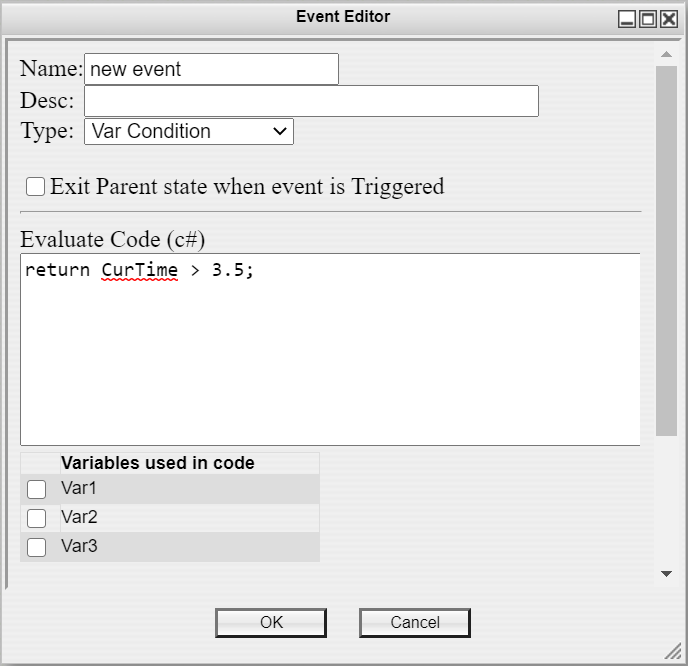 Event Editor
Name: new event
Desc:
Type: Var Condition
Exit Parent state when event is Triggered
Evaluate Code (c#)
return CurTime > 3.5;
Variables used in code
Var1
Var2
Var3
OK Cancel